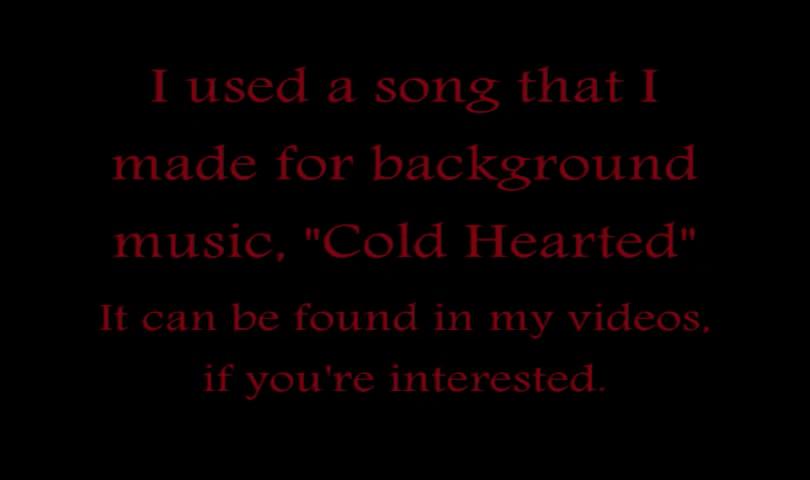 I used a song that I
made for background
music, "Cold Hearted"
It can be found in my videos,
if you're interested.